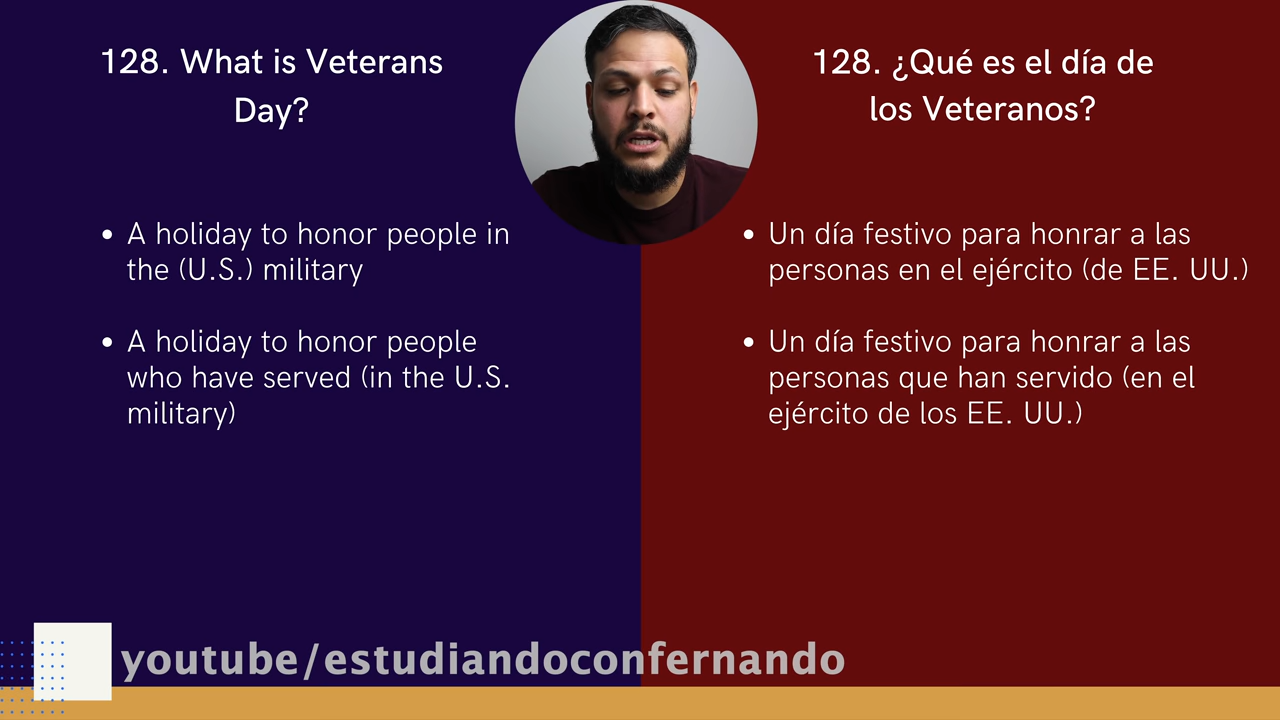 128. What is Veterans
Day?
• A holiday to honor people in
the (U.S.) military
• A holiday to honor people
who have served (in the U.S.
military)
128. ¿Qué es el día de
los Veteranos?
• Un día festivo para honrar a las
personas en el ejército (de EE. UU.)
• Un día festivo para honrar a las
personas que han servido (en el
ejército de los EE. UU.)
youtube/estudiandoconfernando